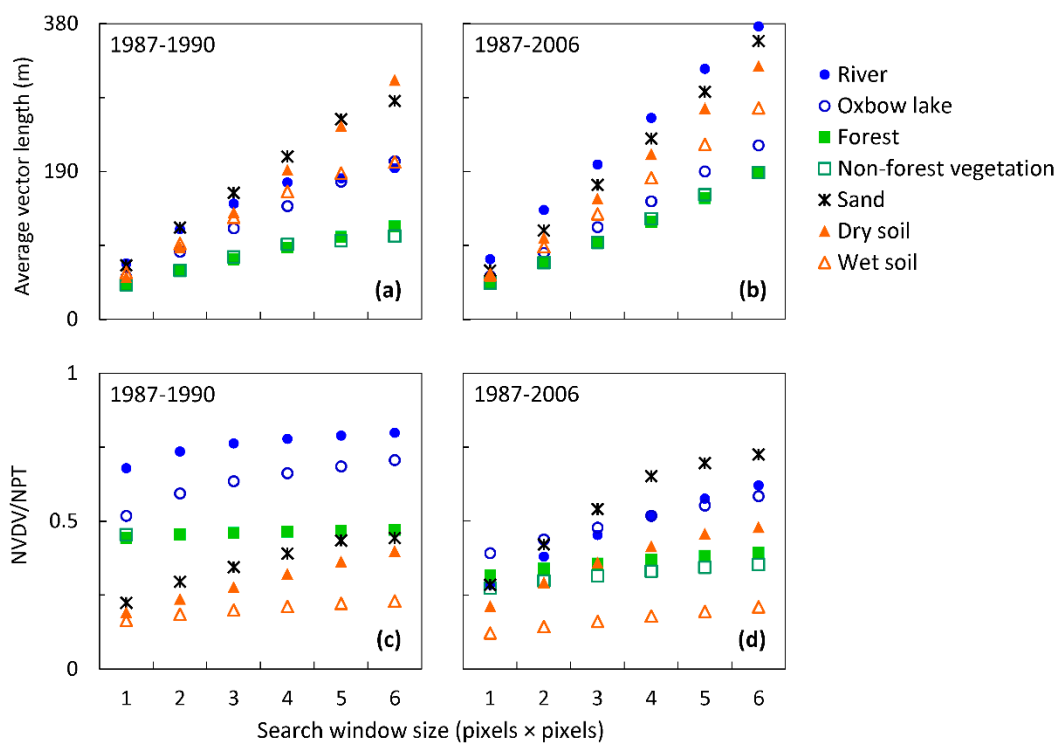 380
190
0
Average vector length (m)
1987-1990
(a)
1987-2006
(b)
River
Oxbow lake
Forest
Non-forest vegetation
Sand
Dry soil
Wet soil
1
0.5
0
NVDV/NPT
1987-1990
(c)
1987-2006
(d)
1 2 3 4 5 6
1 2 3 4 5 6
Search window size (pixels × pixels)